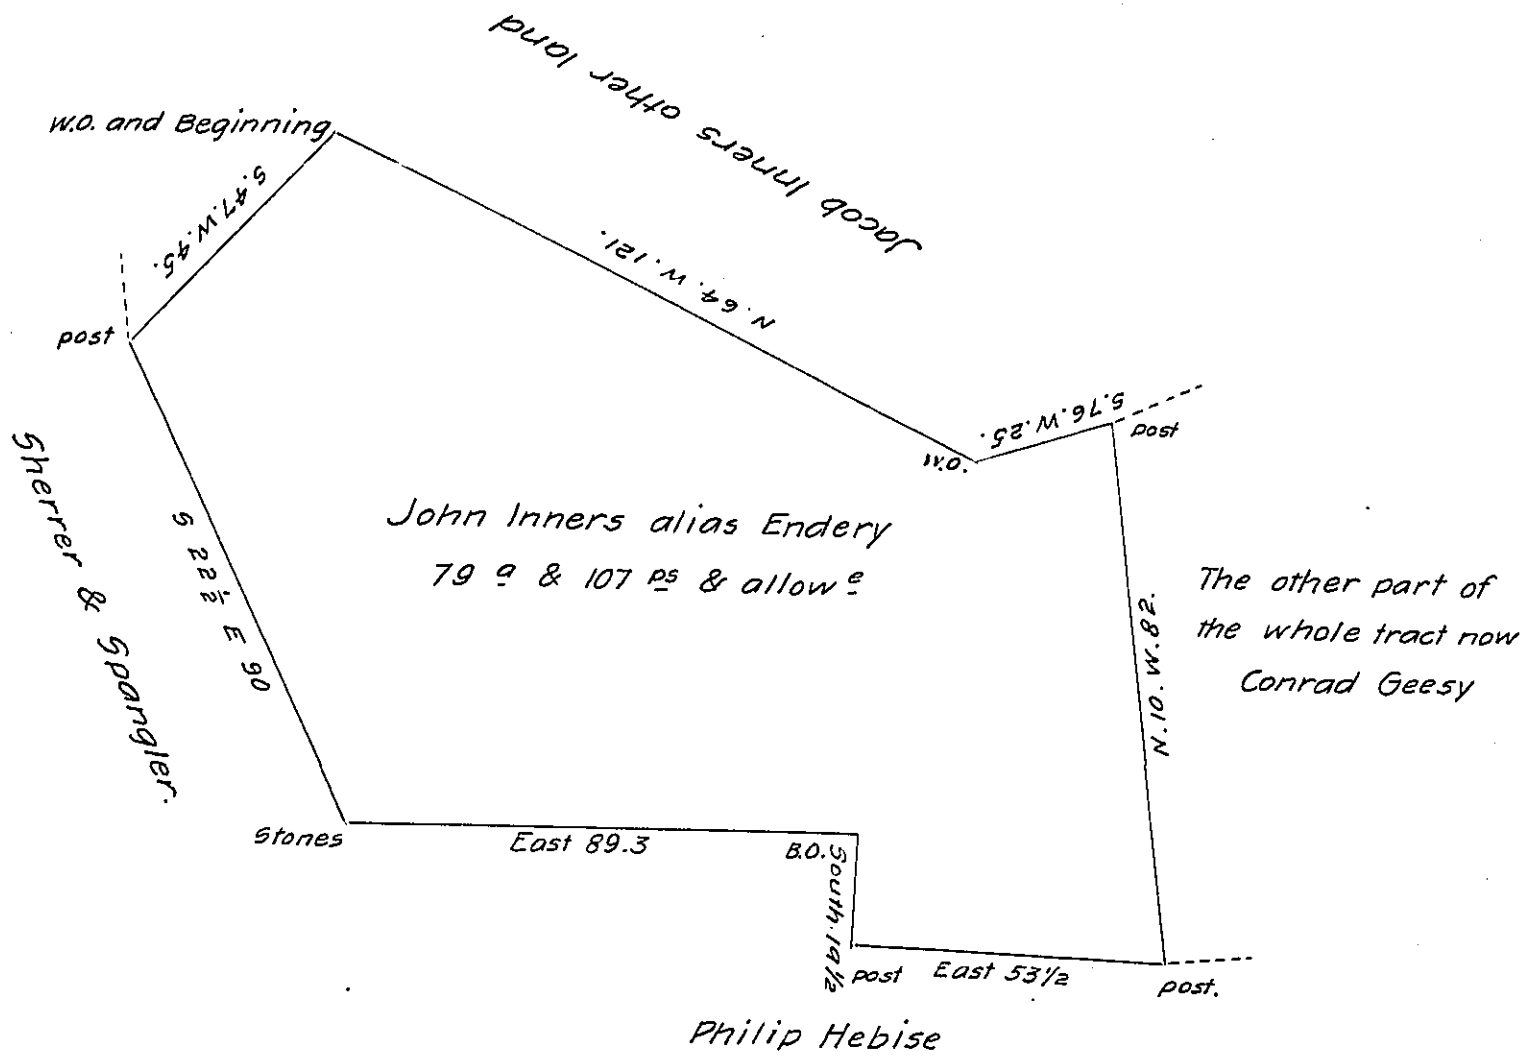 Jacob Inners other land
W.O. and Beginning
S.47.W.45.
N.64.W.121.
post
S.76.W.25.
post
W.O.
Sherrer & Spangler.
S 22½ E 90
John Inners alias Endery
79 a & 107 ps & allow e
N.10.W.82.
The other part of
the whole tract now
Conrad Geesy
Stones
East 89.3
B.O.
South.19½
post
East 53½
post.
Philip Hebise